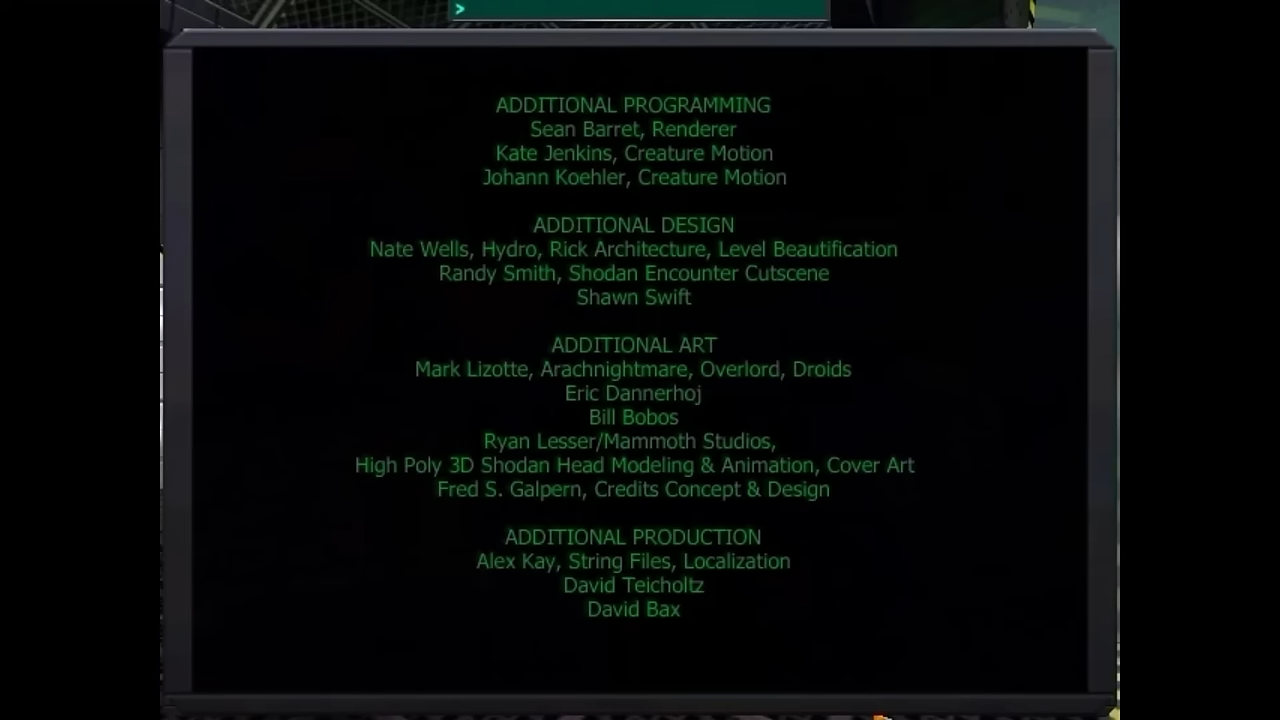 >
ADDITIONAL PROGRAMMING
Sean Barret, Renderer
Kate Jenkins, Creature Motion
Johann Koehler, Creature Motion
ADDITIONAL DESIGN
Nate Wells, Hydro, Rick Architecture, Level Beautification
Randy Smith, Shodan Encounter Cutscene
Shawn Swift
ADDITIONAL ART
Mark Lizotte, Arachnightmare, Overlord, Droids
Eric Dannerhoj
Bill Bobos
Ryan Lesser/Mammoth Studios,
High Poly 3D Shodan Head Modeling & Animation, Cover Art
Fred S. Galpern, Credits Concept & Design
ADDITIONAL PRODUCTION
Alex Kay, String Files, Localization
David Teicholtz
David Bax